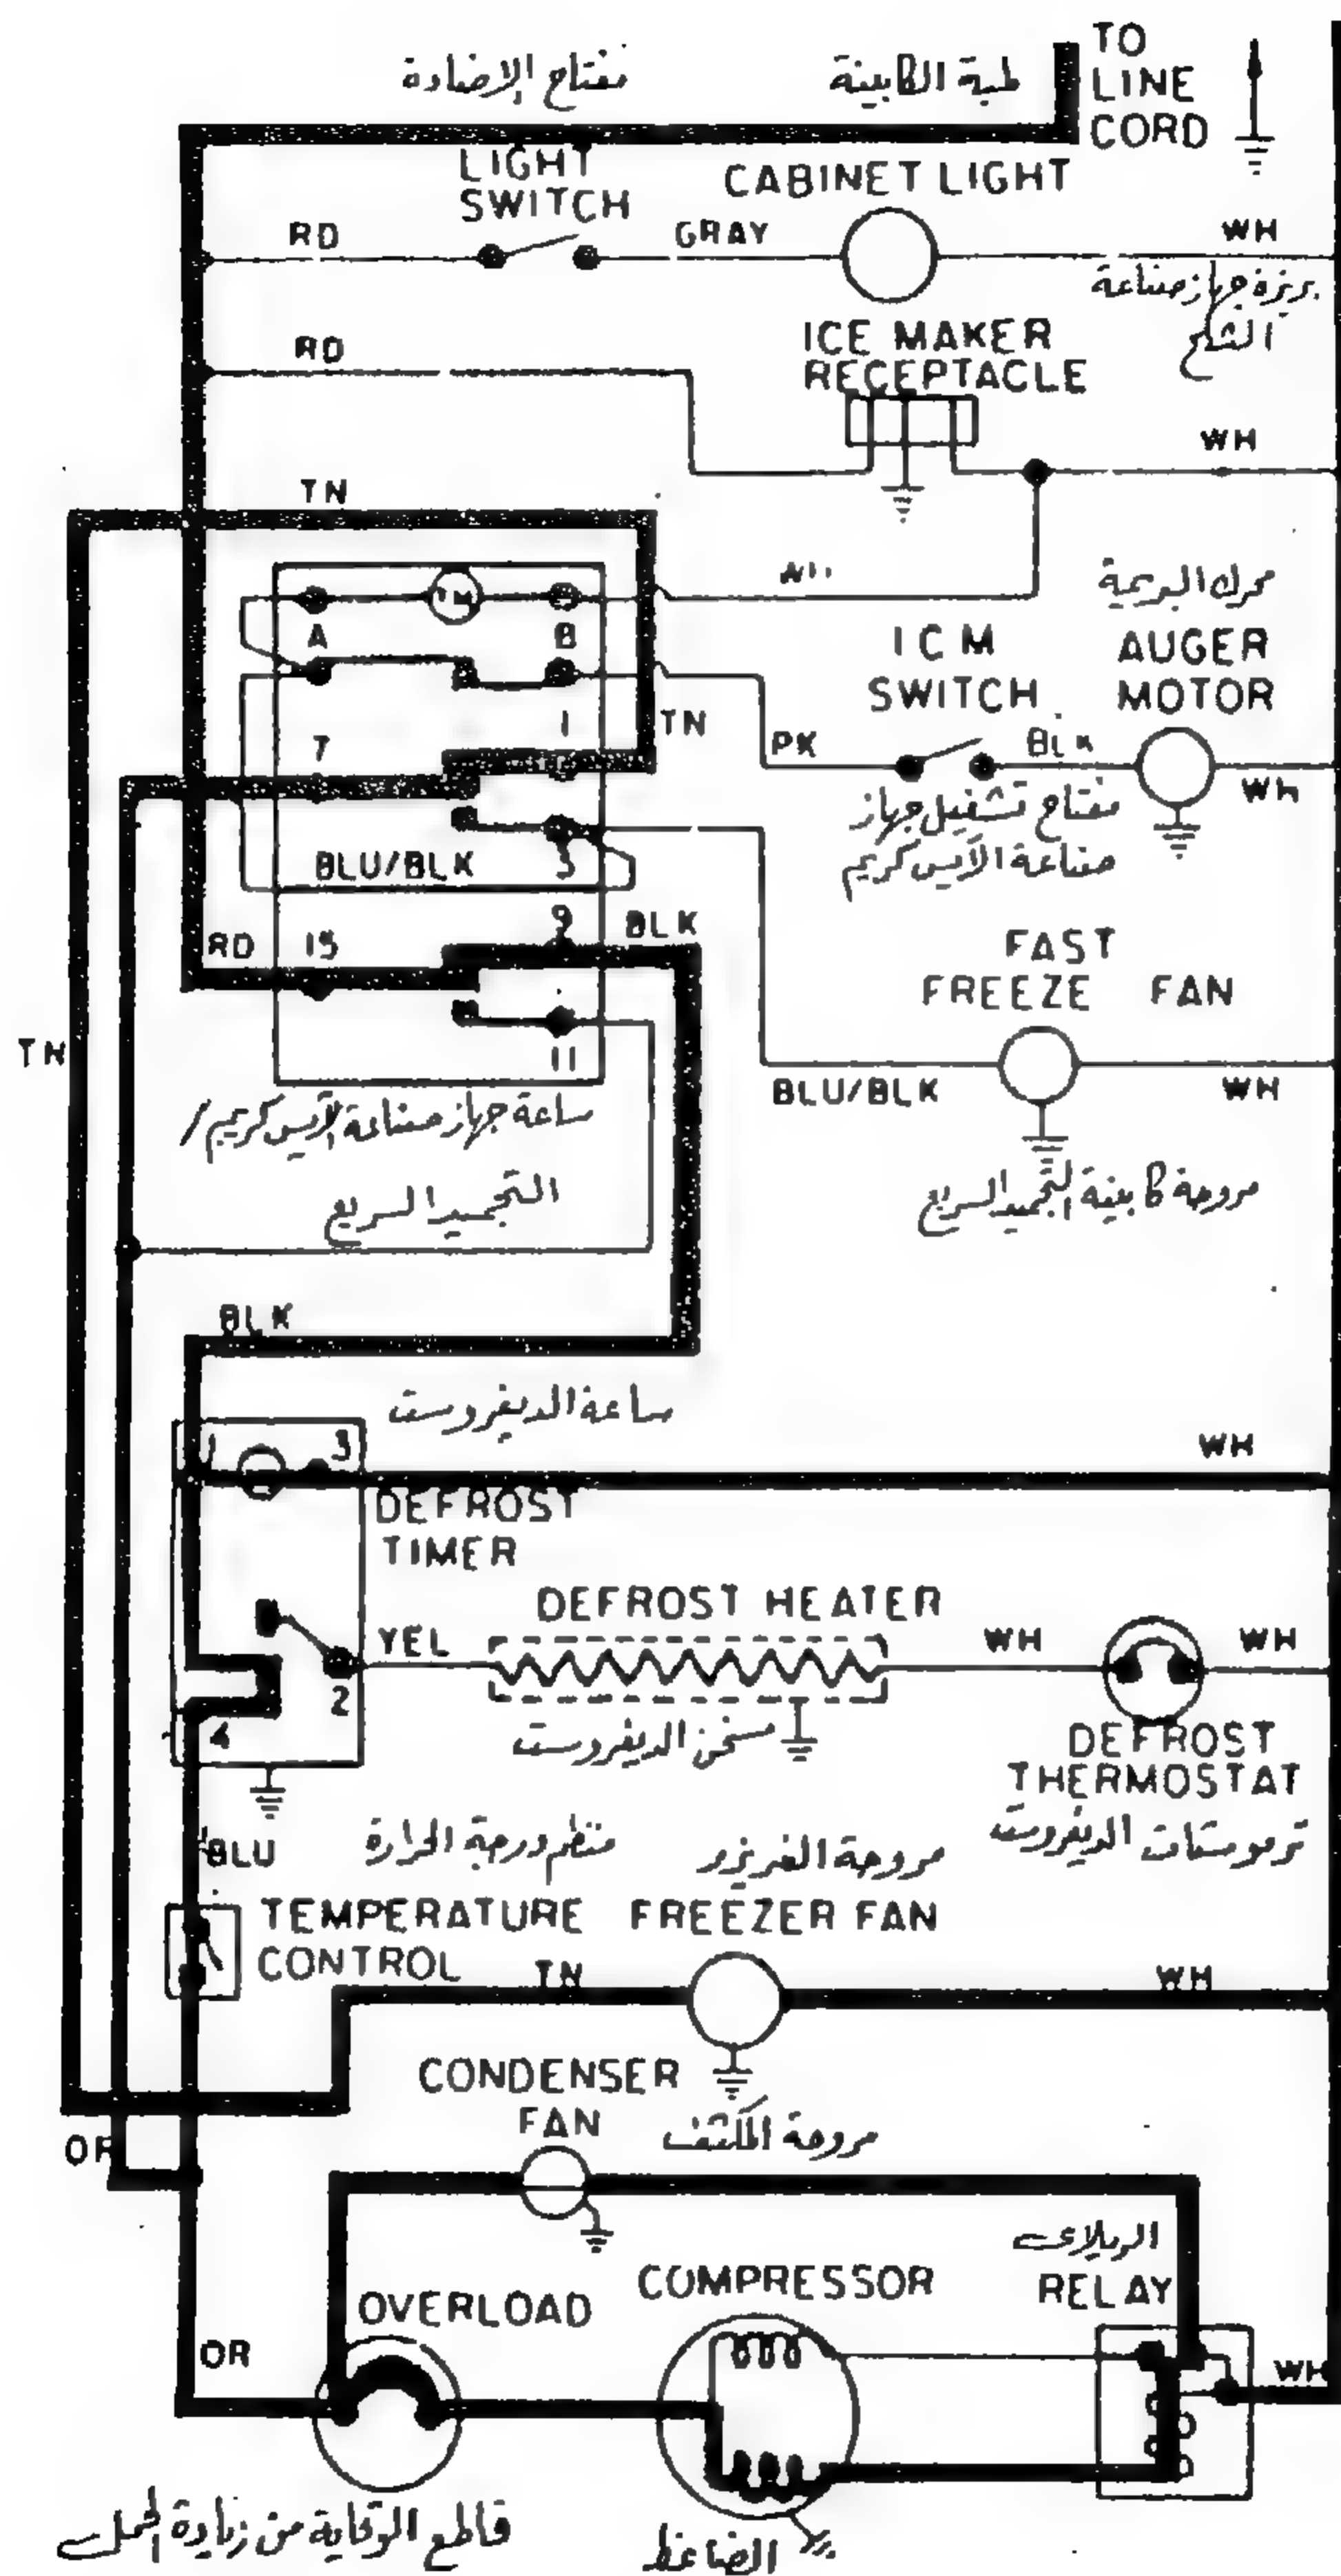 TO
LINE
CORD
مفتاح الإضاءة
لمبة الكابينة
LIGHT
SWITCH
CABINET LIGHT
RD
GRAY
WH
بريزة جهاز صناعة
الثلج
ICE MAKER
RECEPTACLE
RD
WH
TN
TM
A
B
محرك البريمة
ICM
SWITCH
AUGER
MOTOR
7
1
TN
PK
BLK
WH
مفتاح تشغيل جهاز
صناعة الآيس كريم
BLU/BLK
5
9
BLK
RD
15
FAST
FREEZE FAN
TN
11
BLU/BLK
WH
ساعة جهاز صناعة الآيس كريم /
التجميد السريع
مروحة كابينة التجميد السريع
BLK
ساعة الديفروست
1
3
WH
DEFROST
TIMER
DEFROST HEATER
YEL
WH
WH
2
4
مسخن الديفروست
DEFROST
THERMOSTAT
ترموستات الديفروست
BLU
منظم درجة الحرارة
مروحة الفريزر
TEMPERATURE
CONTROL
FREEZER FAN
TN
WH
CONDENSER
FAN
مروحة المكثف
OR
الريلاى
RELAY
COMPRESSOR
OVERLOAD
OR
WH
قاطع الوقاية من زيادة الحمل
الضاغط